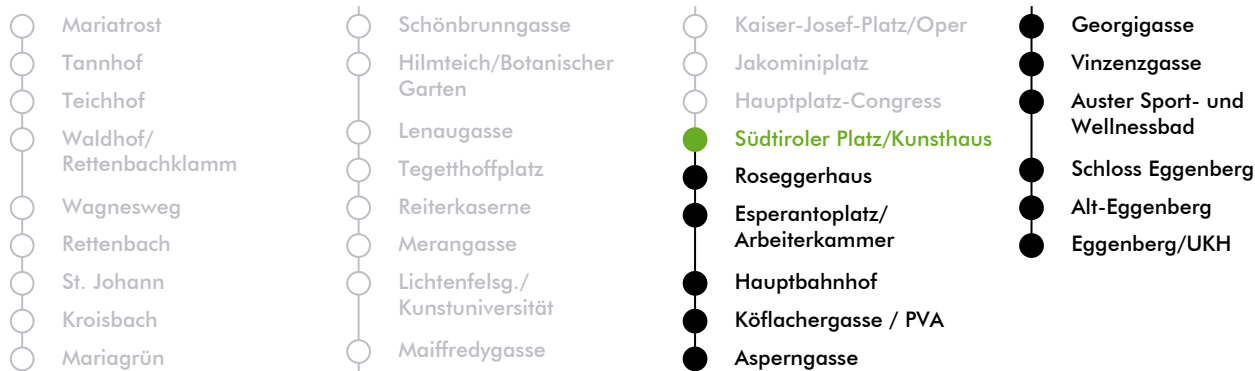 Mariatrost
Tannhof
Teichhof
Waldhof/
Rettenbachklamm
Wagnesweg
Rettenbach
St. Johann
Kroisbach
Mariagrün
Schönbrunngasse
Hilmteich/Botanischer
Garten
Lenaugasse
Tegetthoffplatz
Reiterkaserne
Merangasse
Lichtenfelsg./
Kunstuniversität
Maiffredygasse
Kaiser-Josef-Platz/Oper
Jakominiplatz
Hauptplatz-Congress
Südtiroler Platz/Kunsthaus
Roseggerhaus
Esperantoplatz/
Arbeiterkammer
Hauptbahnhof
Köflachergasse / PVA
Asperngasse
Georgigasse
Vinzenzgasse
Auster Sport- und
Wellnessbad
Schloss Eggenberg
Alt-Eggenberg
Eggenberg/UKH